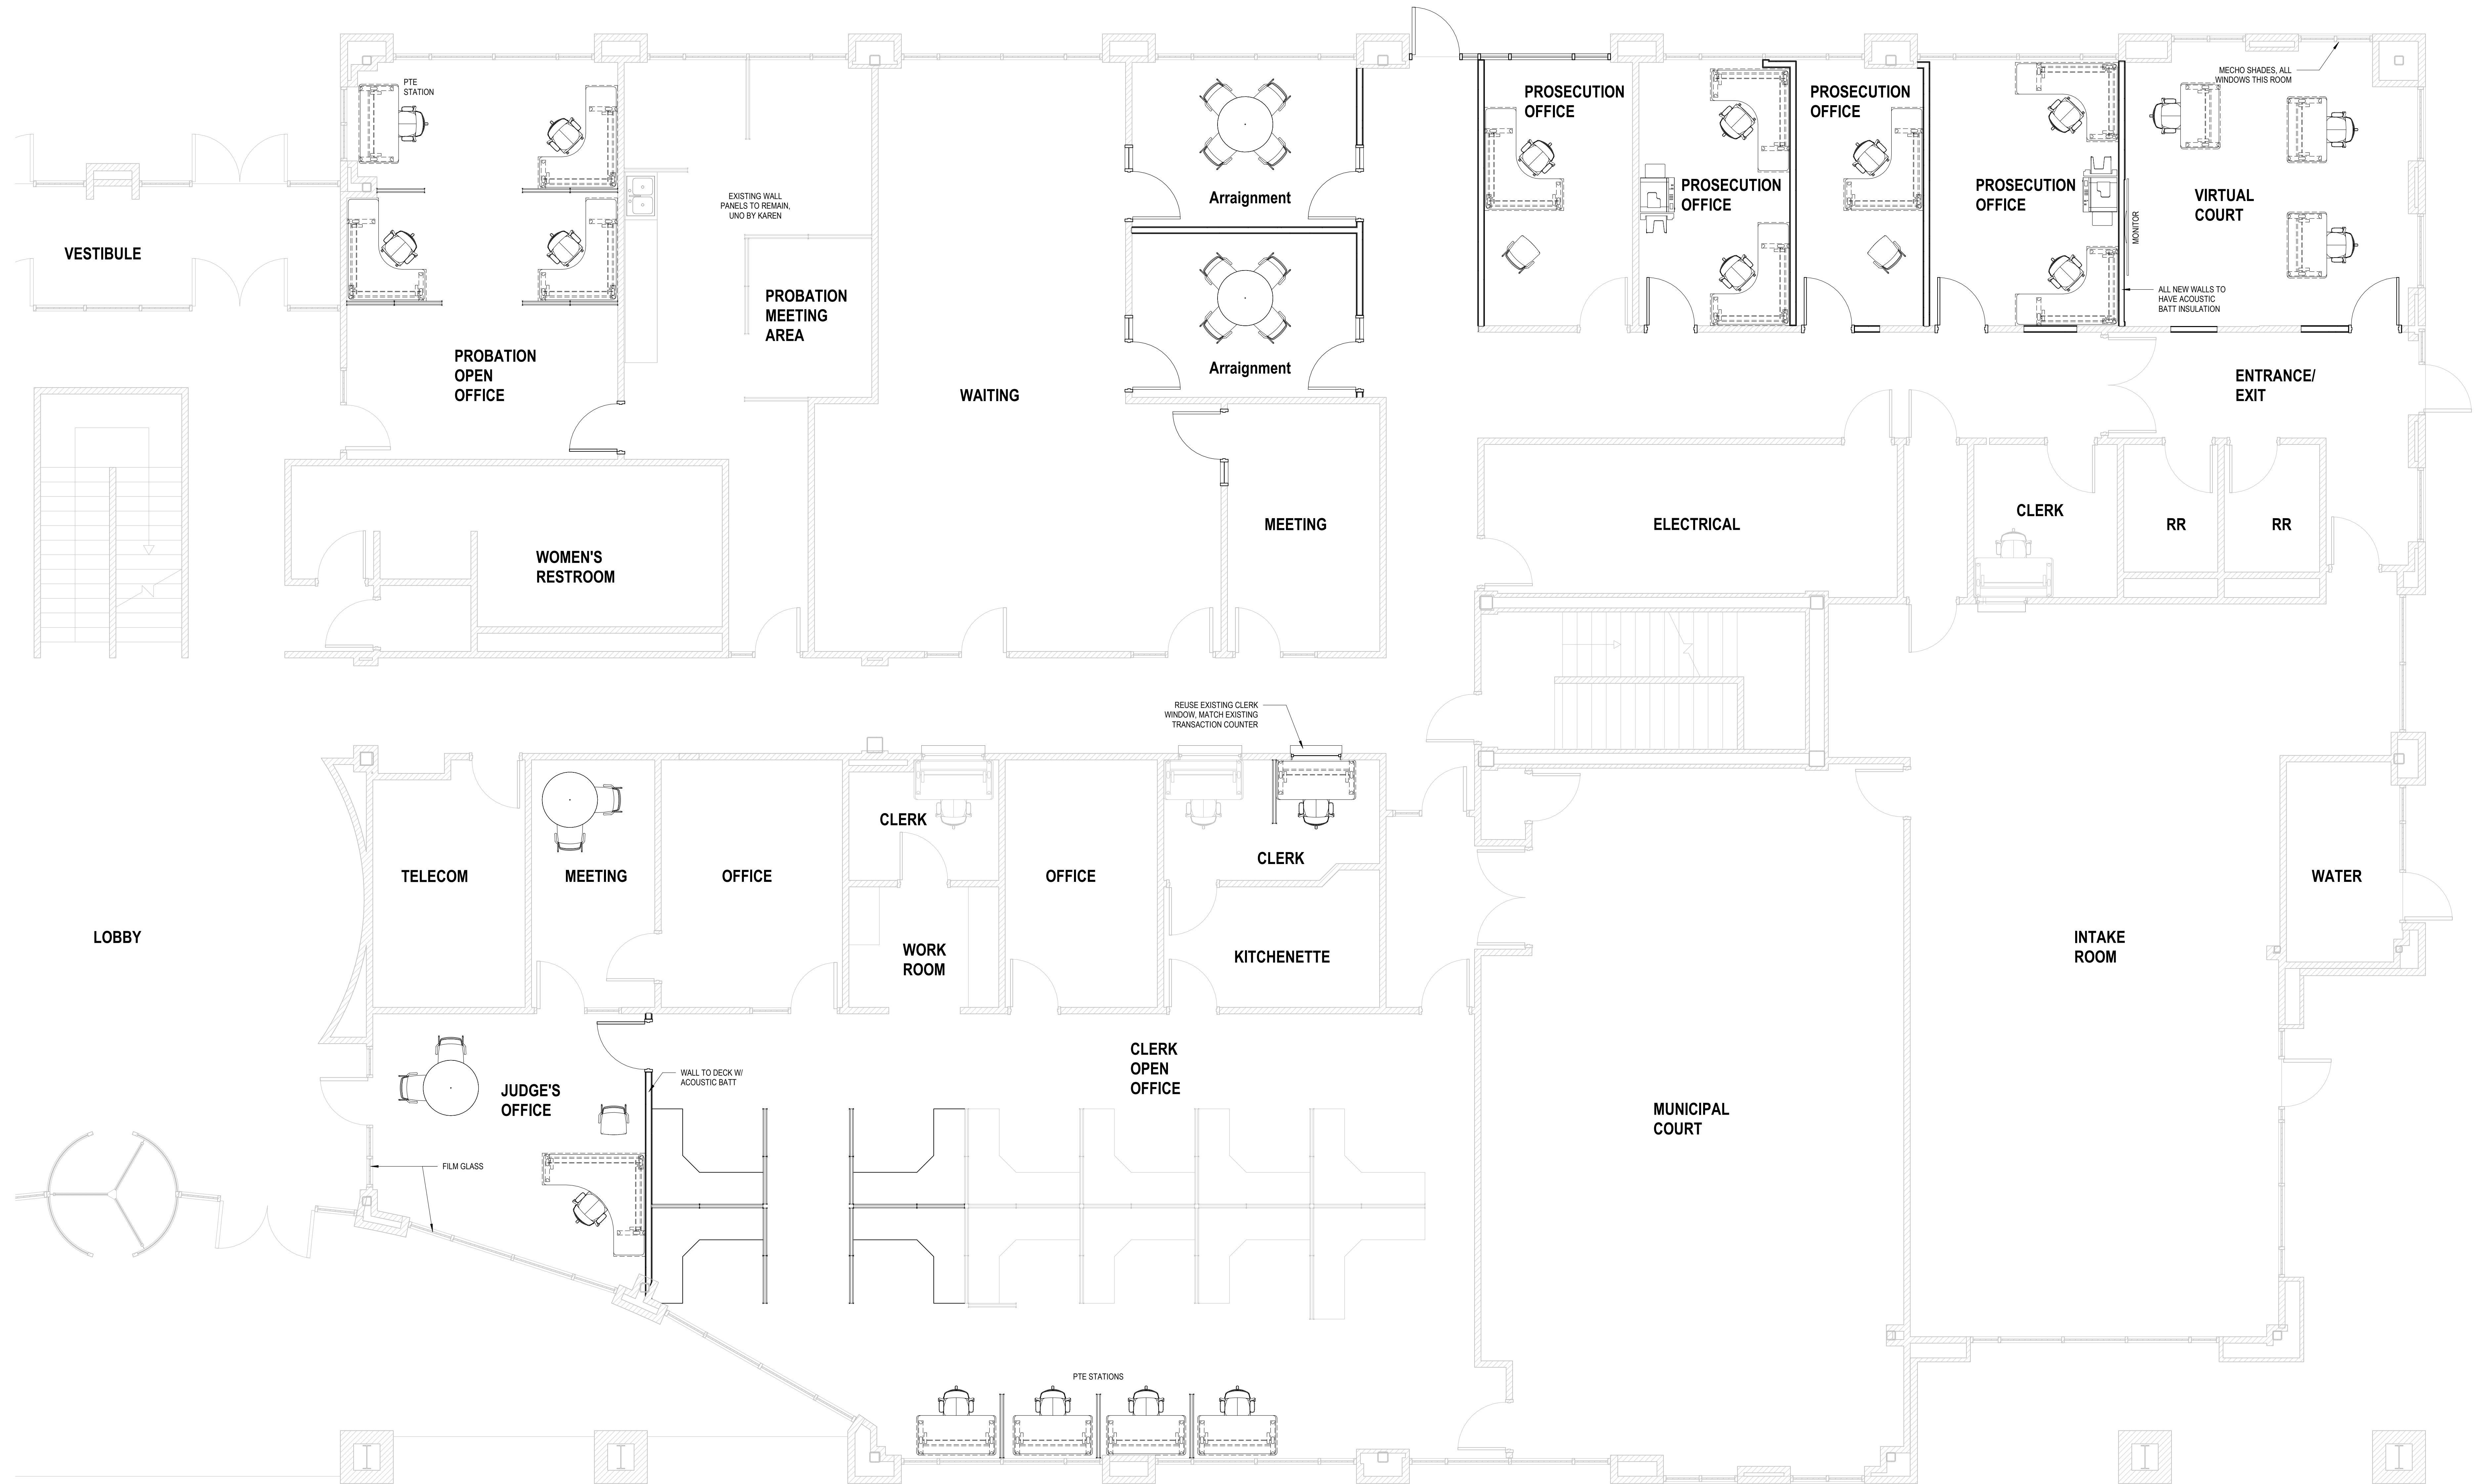 PTE
STATION
PROSECUTION
OFFICE
PROSECUTION
OFFICE
MECHO SHADES, ALL
WINDOWS THIS ROOM
Arraignment
PROSECUTION
OFFICE
PROSECUTION
OFFICE
VIRTUAL
COURT
MONITOR
EXISTING WALL
PANELS TO REMAIN,
UNO BY KAREN
VESTIBULE
PROBATION
MEETING
AREA
ALL NEW WALLS TO
HAVE ACOUSTIC
BATT INSULATION
PROBATION
OPEN
OFFICE
Arraignment
WAITING
ENTRANCE/
EXIT
WOMEN'S
RESTROOM
MEETING
ELECTRICAL
CLERK
RR
RR
REUSE EXISTING CLERK
WINDOW, MATCH EXISTING
TRANSACTION COUNTER
CLERK
CLERK
TELECOM
MEETING
OFFICE
OFFICE
WATER
LOBBY
WORK
ROOM
KITCHENETTE
INTAKE
ROOM
JUDGE'S
OFFICE
WALL TO DECK W/
ACOUSTIC BATT
CLERK
OPEN
OFFICE
MUNICIPAL
COURT
FILM GLASS
PTE STATIONS